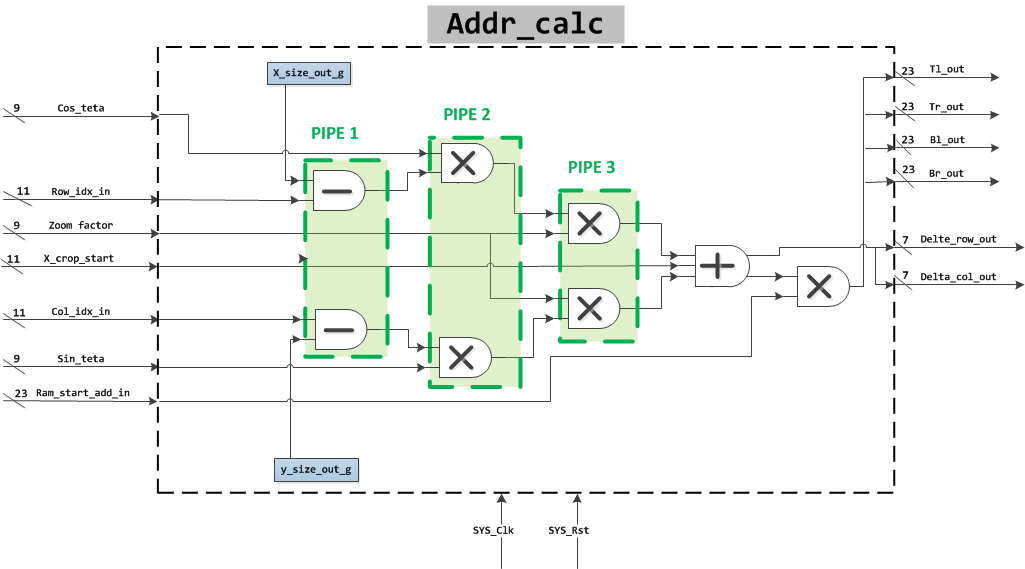 Addr_calc
X_size_out_g
23
Tl_out
9
Cos_teta
PIPE 2
23
Tr_out
PIPE 1
23
Bl_out
PIPE 3
23
Br_out
11
Row_idx_in
9
Zoom factor
7
Delte_row_out
11
X_crop_start
7
Delta_col_out
11
Col_idx_in
9
Sin_teta
23
Ram_start_add_in
y_size_out_g
SYS_Clk
SYS_Rst